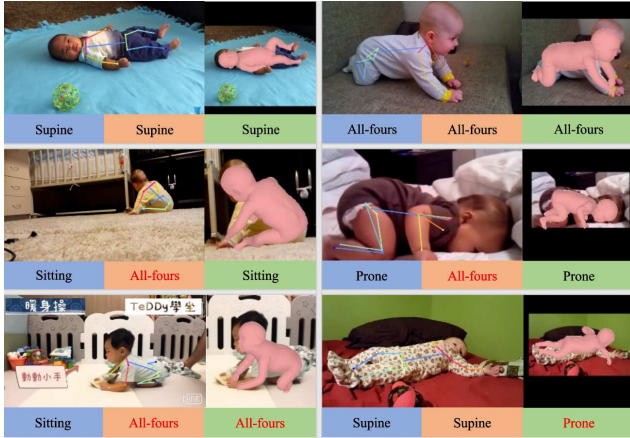 Supine Supine Supine
All-fours All-fours All-fours
Sitting All-fours Sitting
Prone All-fours Prone
暖身操 TeDDy學坐
動動小手
Sitting All-fours All-fours
Supine Supine Prone